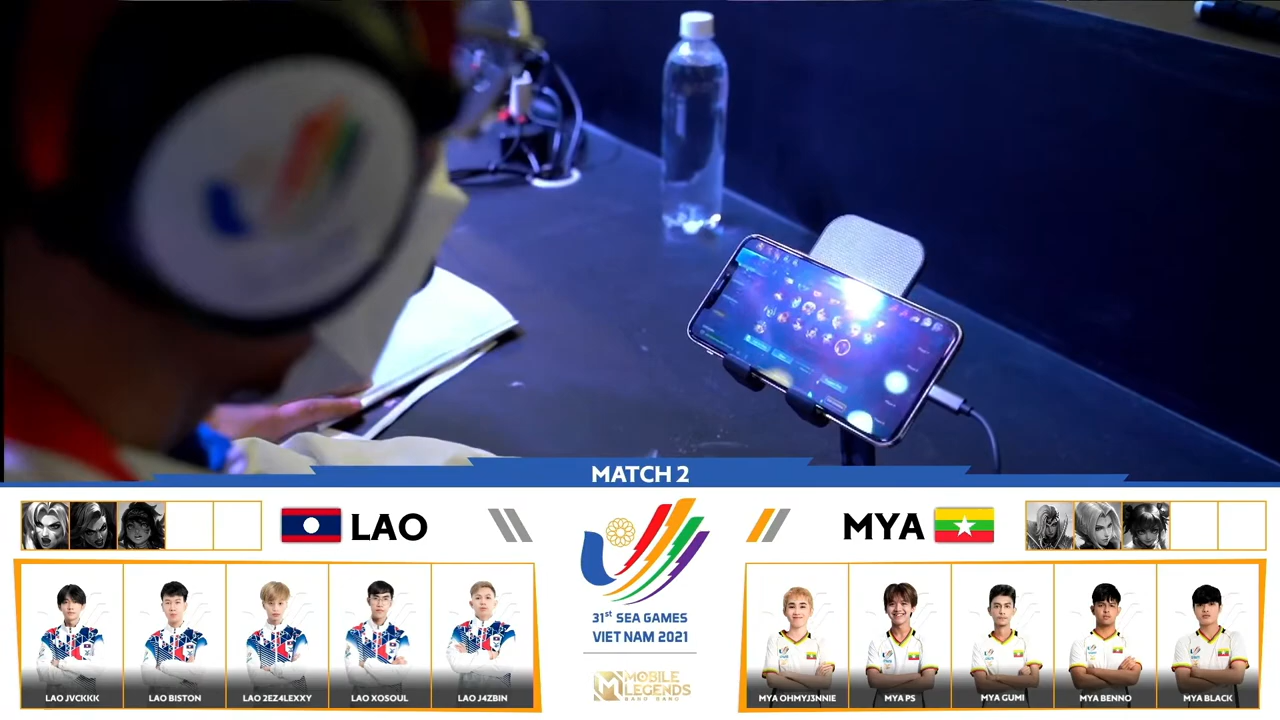 MATCH 2
LAO
MYA
31st SEA GAMES
VIET NAM 2021
MOBILE
LEGENDS
BANG BANG
LAO JVCKKK
LAO BISTON
LAO 2EZ4LEXXY
LAO XOSOUL
LAO J4ZBIN
MYA OHMYJ3NNIE
MYA PS
MYA GUMI
MYA BENNO
MYA BLACK